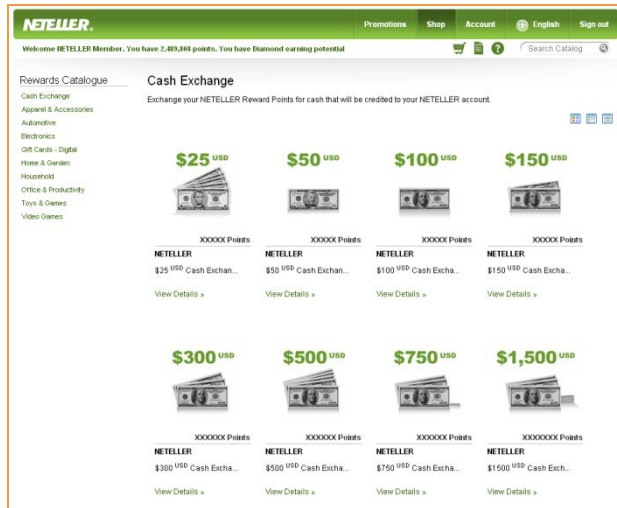 NETELLER.
Promotions Shop Account English Sign out
Welcome NETELLER Member. You have 2,489,808 points. You have Diamond earning potential
Search Catalog
Rewards Catalogue
Cash Exchange
Apparel & Accessories
Automotive
Electronics
Gift Cards - Digital
Home & Garden
Household
Office & Productivity
Toys & Games
Video Games
Cash Exchange
Exchange your NETELLER Reward Points for cash that will be credited to your NETELLER account.
$25 USD $50 USD $100 USD $150 USD
XXXXX Points XXXXX Points XXXXX Points XXXXX Points
NETELLER NETELLER NETELLER NETELLER
$25 USD Cash Exchan... $50 USD Cash Exchan... $100 USD Cash Excha... $150 USD Cash Excha...
View Details » View Details » View Details » View Details »
$300 USD $500 USD $750 USD $1,500 USD
XXXXXX Points XXXXXX Points XXXXXX Points XXXXXXX Points
NETELLER NETELLER NETELLER NETELLER
$300 USD Cash Excha... $500 USD Cash Excha... $750 USD Cash Excha... $1500 USD Cash Exch...
View Details » View Details » View Details » View Details »